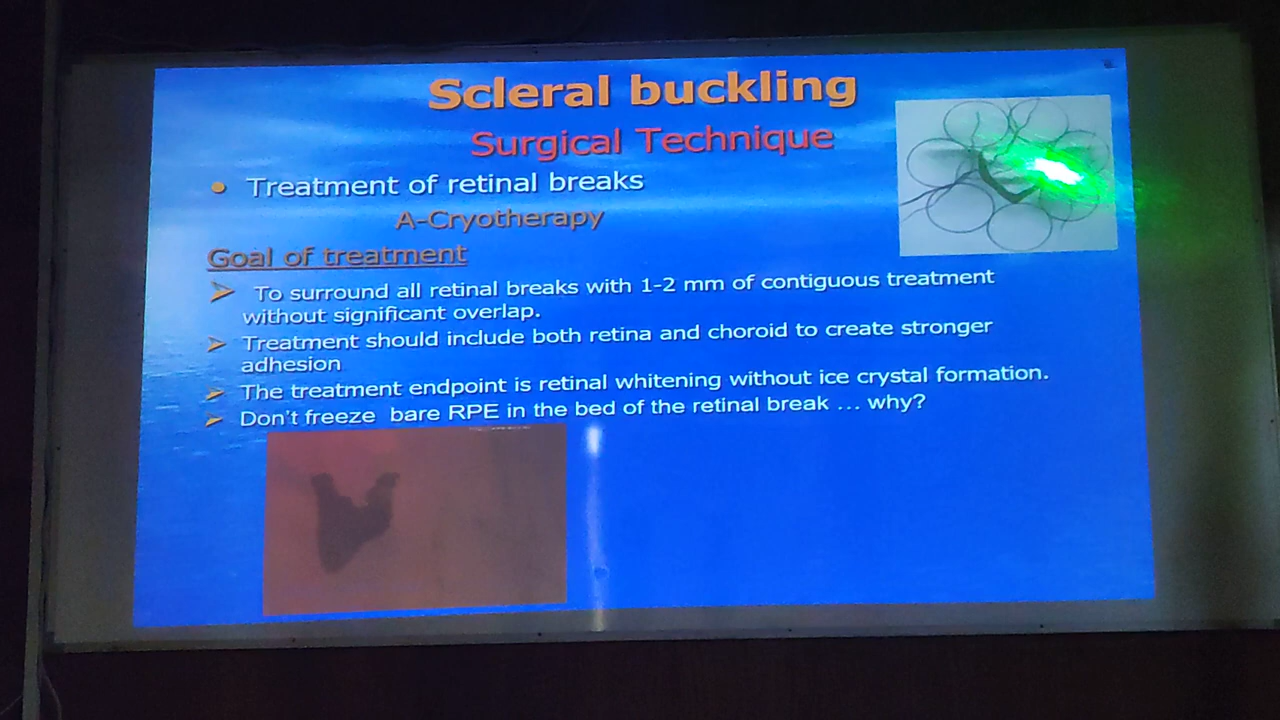 Scleral buckling
Surgical Technique
• Treatment of retinal breaks
A-Cryotherapy
Goal of treatment
➢ To surround all retinal breaks with 1-2 mm of contiguous treatment
without significant overlap.
➢ Treatment should include both retina and choroid to create stronger
adhesion
➢ The treatment endpoint is retinal whitening without ice crystal formation.
➢ Don't freeze bare RPE in the bed of the retinal break ... why?